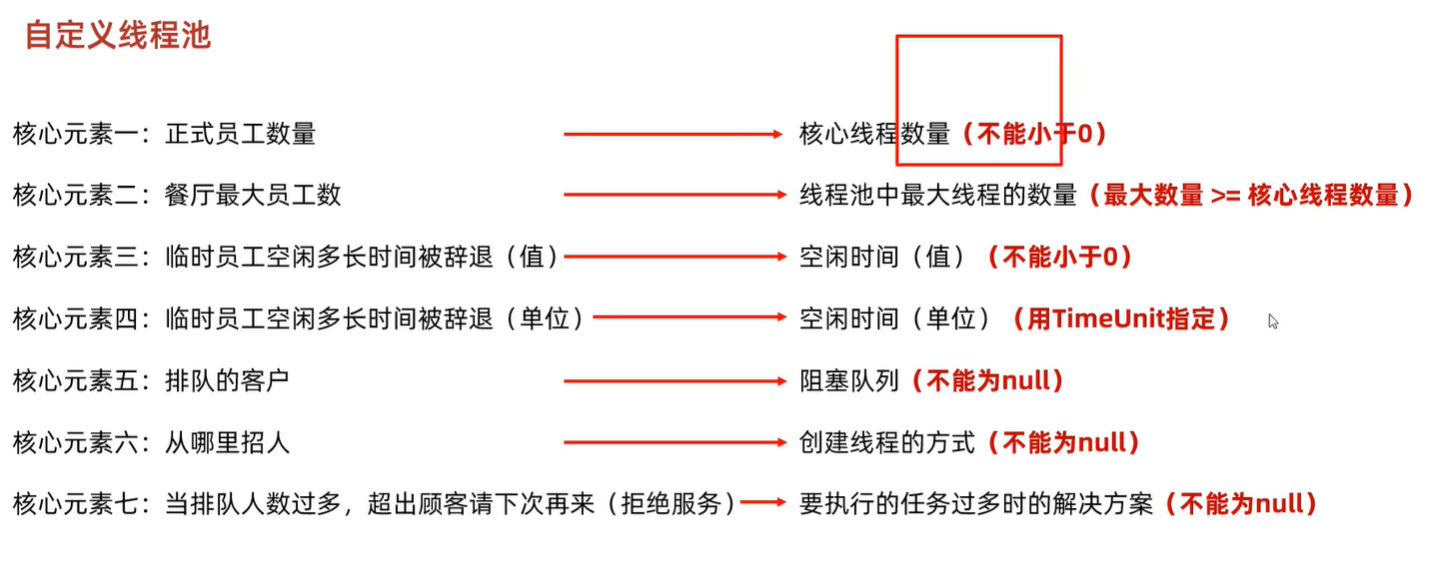 自定义线程池
核心元素一：正式员工数量 核心线程数量（不能小于0）
核心元素二：餐厅最大员工数 线程池中最大线程的数量（最大数量 >= 核心线程数量）
核心元素三：临时员工空闲多长时间被辞退（值） 空闲时间（值）（不能小于0）
核心元素四：临时员工空闲多长时间被辞退（单位） 空闲时间（单位）（用TimeUnit指定）
核心元素五：排队的客户 阻塞队列（不能为null）
核心元素六：从哪里招人 创建线程的方式（不能为null）
核心元素七：当排队人数过多，超出顾客请下次再来（拒绝服务） 要执行的任务过多时的解决方案（不能为null）